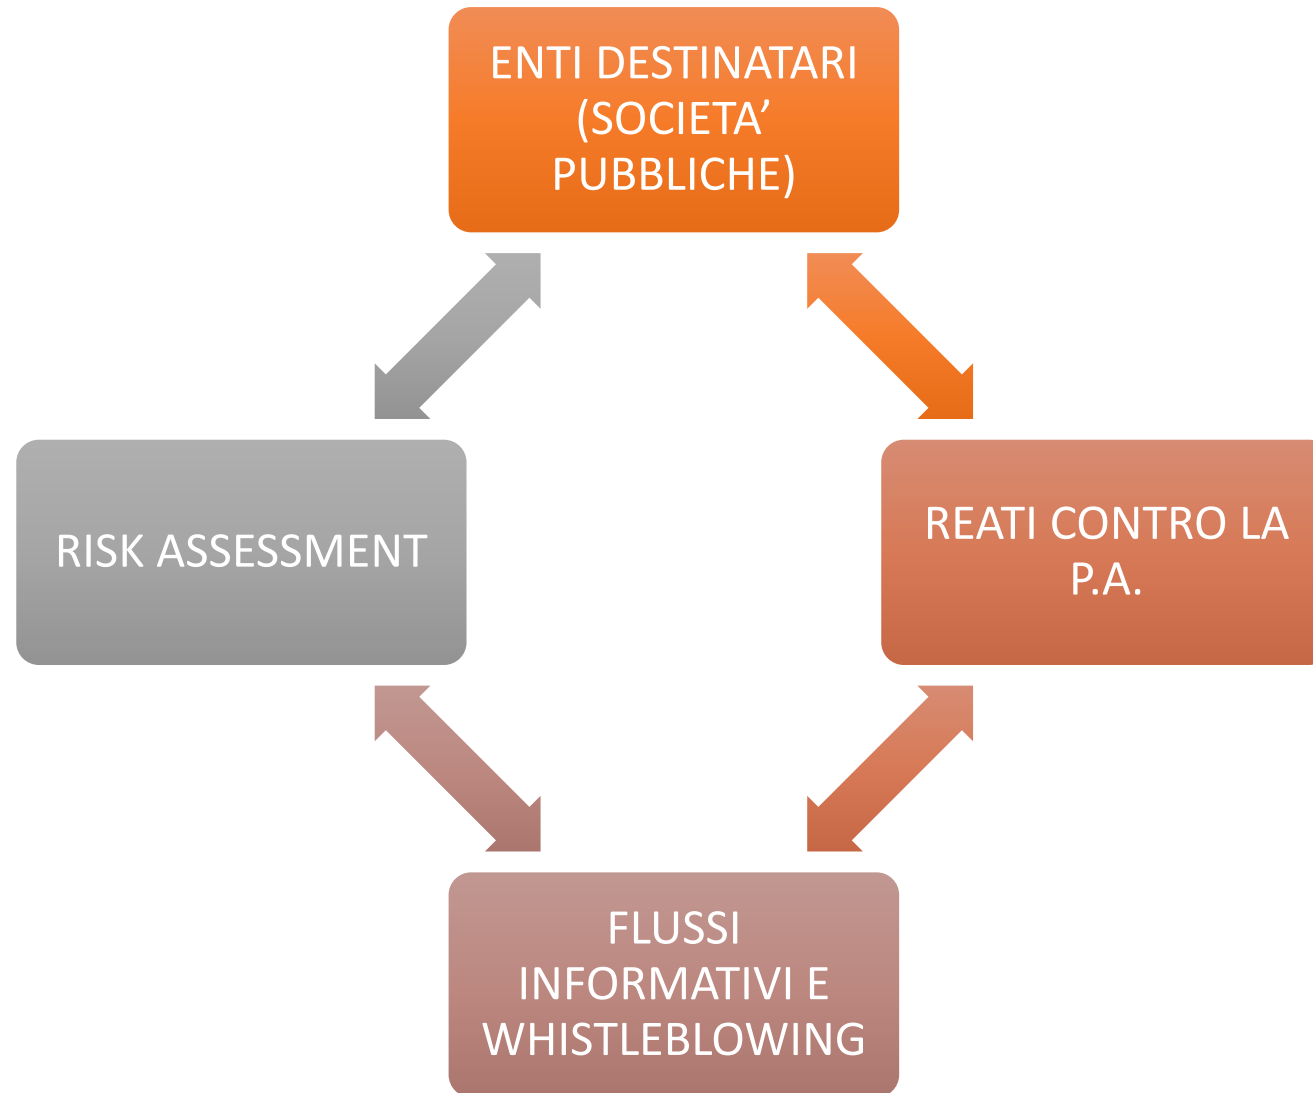 ENTI DESTINATARI
(SOCIETA’
PUBBLICHE)
RISK ASSESSMENT
REATI CONTRO LA
P.A.
FLUSSI
INFORMATIVI E
WHISTLEBLOWING